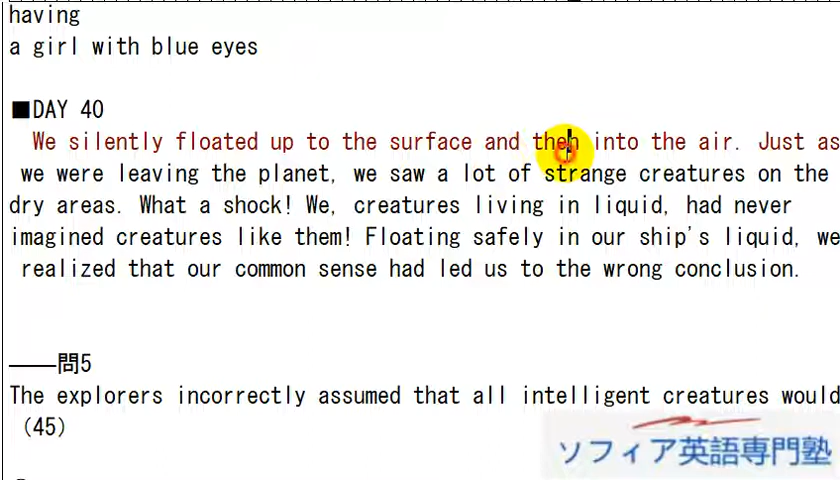 having
a girl with blue eyes
■DAY 40
We silently floated up to the surface and then into the air. Just as
we were leaving the planet, we saw a lot of strange creatures on the
dry areas. What a shock! We, creatures living in liquid, had never
imagined creatures like them! Floating safely in our ship's liquid, we
realized that our common sense had led us to the wrong conclusion.
――問5
The explorers incorrectly assumed that all intelligent creatures would
(45)
ソフィア英語専門塾